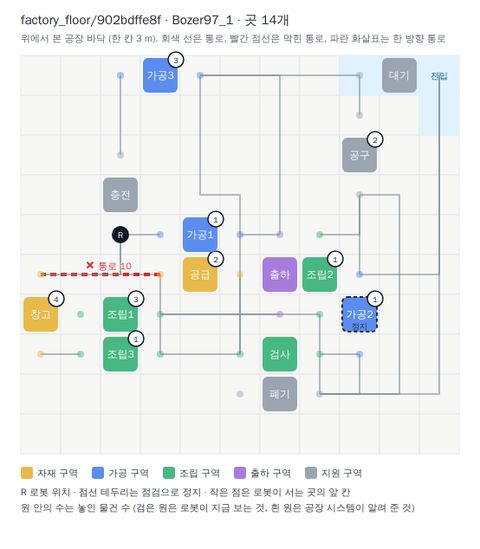 factory_floor/902bdffe8f · Bozer97_1 · 곳 14개
위에서 본 공장 바닥 (한 칸 3 m). 회색 선은 통로, 빨간 점선은 막힌 통로, 파란 화살표는 한 방향 통로
가공3 3
대기
공구 2
충전
R
가공1 1
✕ 통로 10
공급 2
출하
조립2 1
창고 4
조립1 3
가공2 1
정지
조립3 1
검사
폐기
자재 구역 가공 구역 조립 구역 출하 구역 지원 구역
R 로봇 위치 · 점선 테두리는 점검으로 정지 · 작은 점은 로봇이 서는 곳의 앞 칸
원 안의 수는 놓인 물건 수 (검은 원은 로봇이 지금 보는 것, 흰 원은 공장 시스템이 알려 준 것)